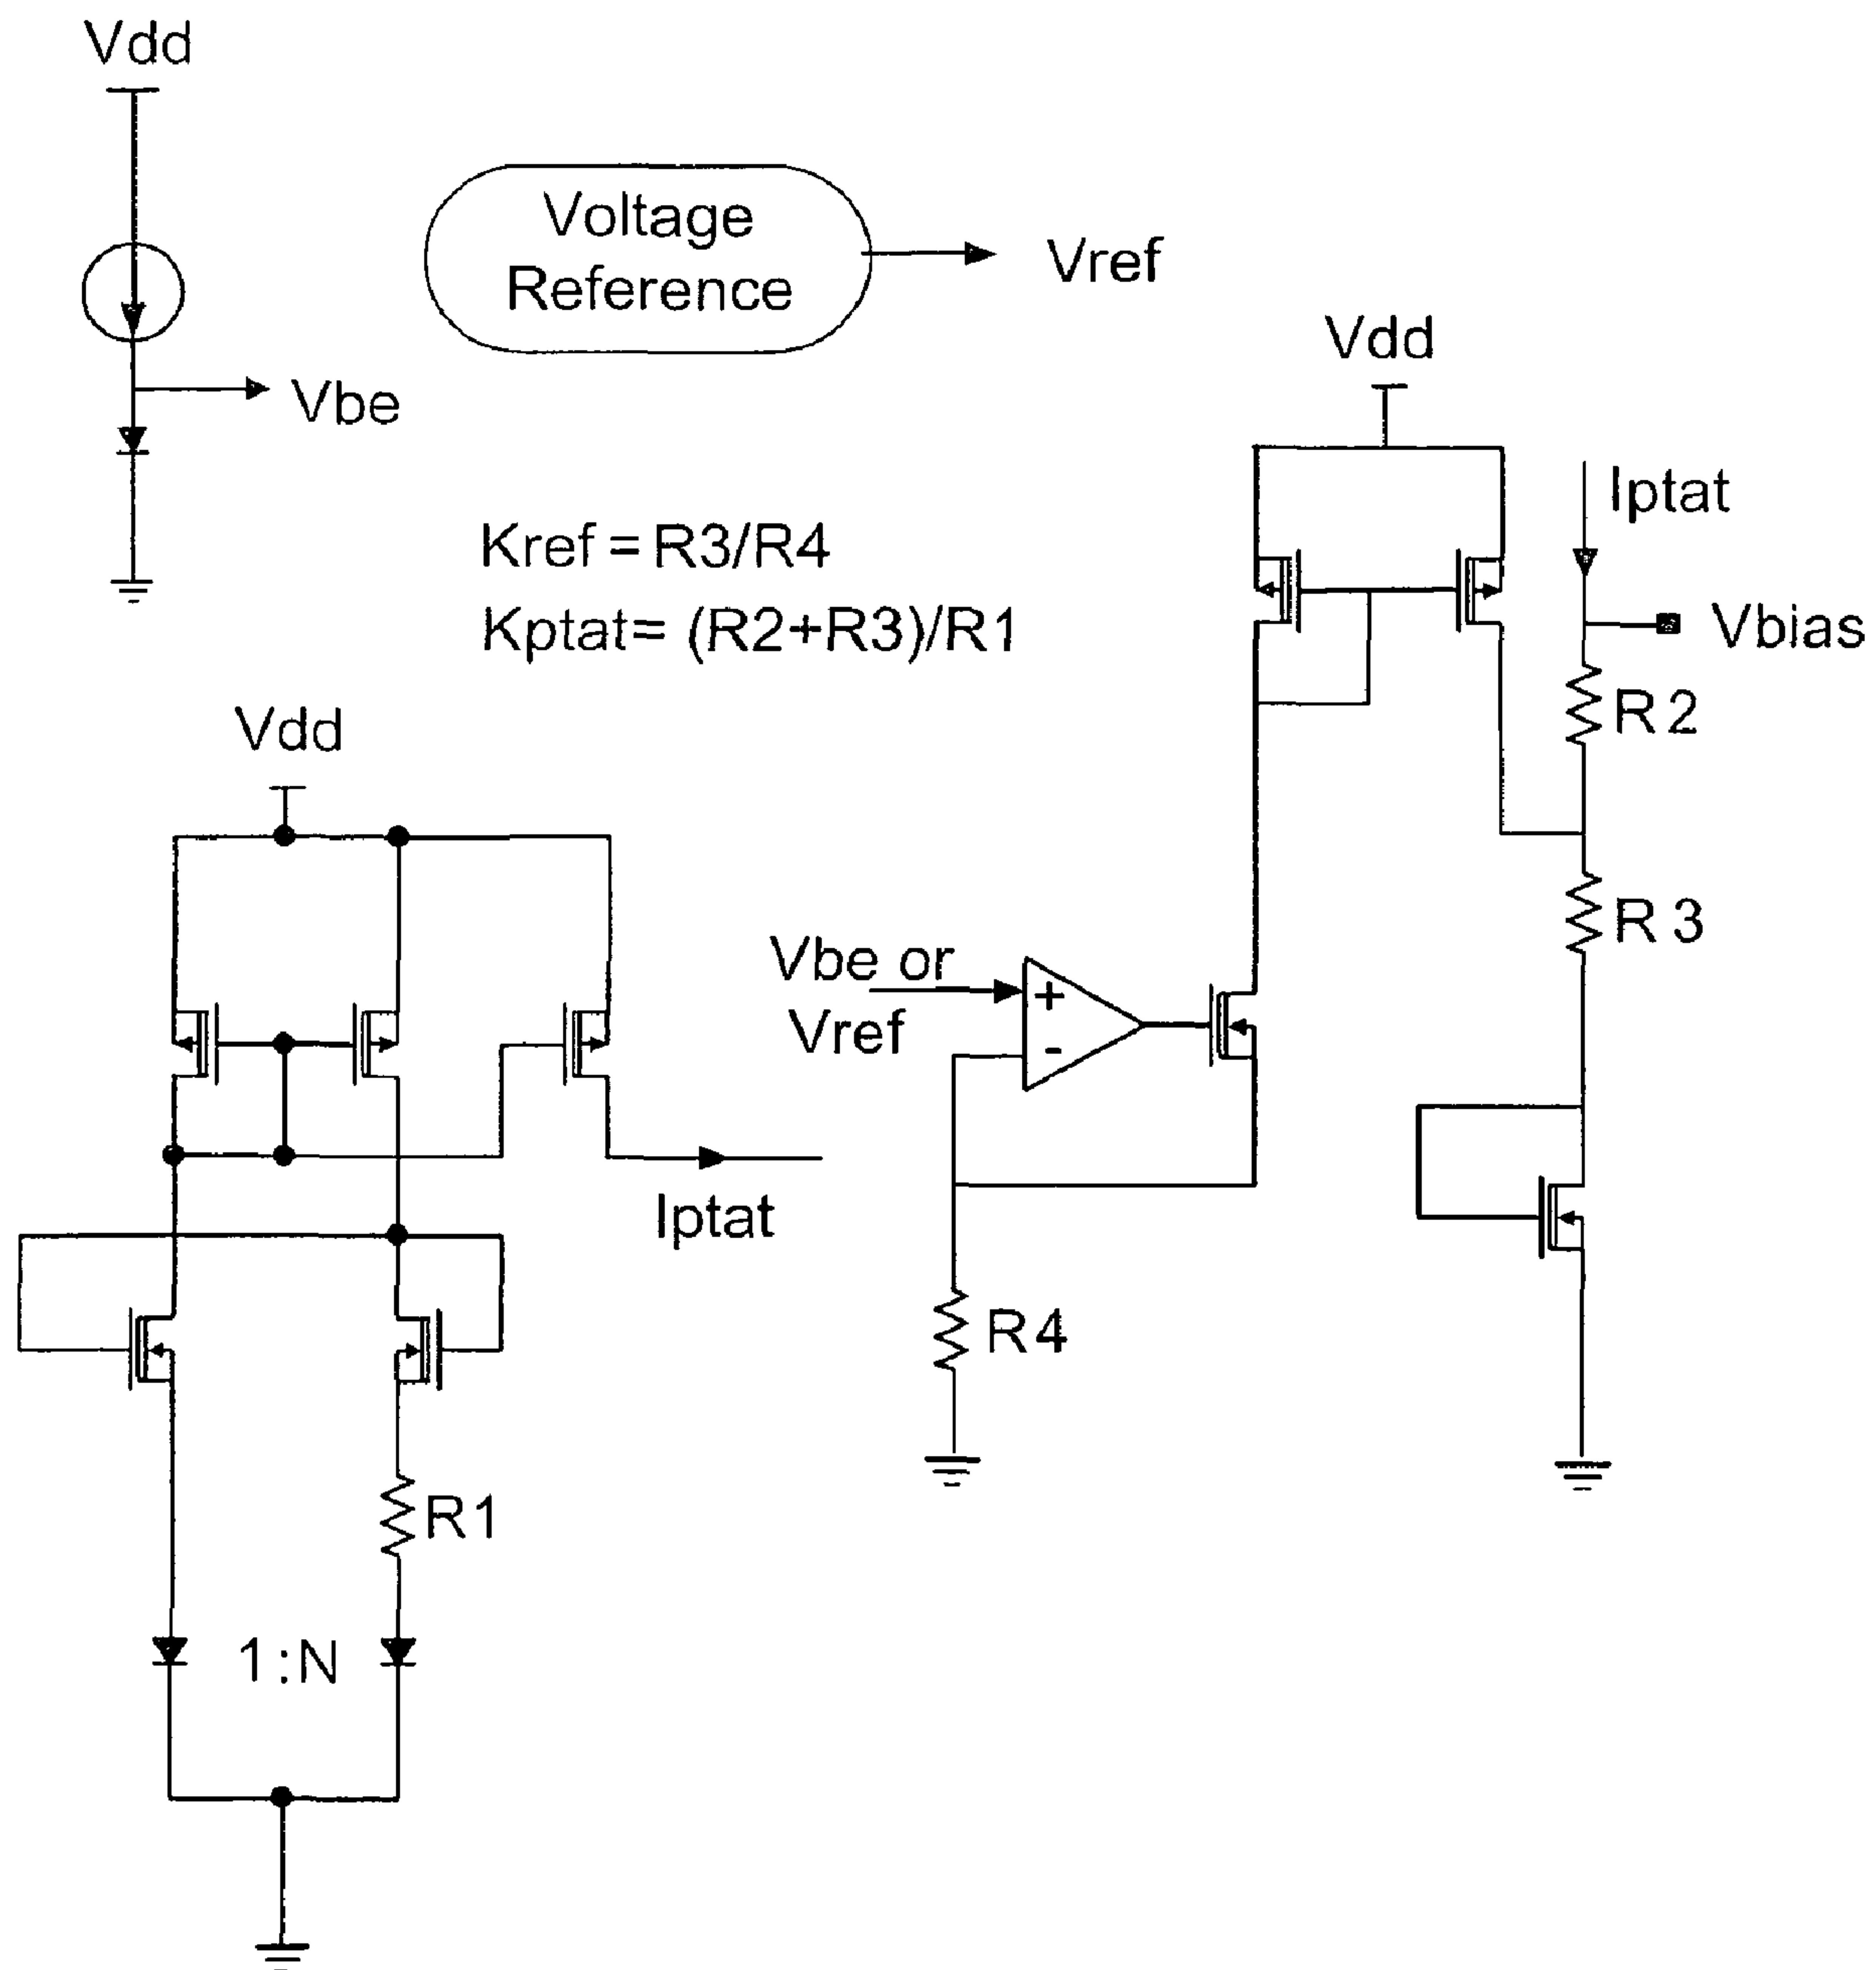 Vdd
Voltage
Reference
Vref
Vbe
Vdd
Iptat
Kref = R3/R4
Kptat= (R2+R3)/R1
Vbias
R2
Vdd
R3
Vbe or
Vref
+
-
Iptat
R4
R1
1:N